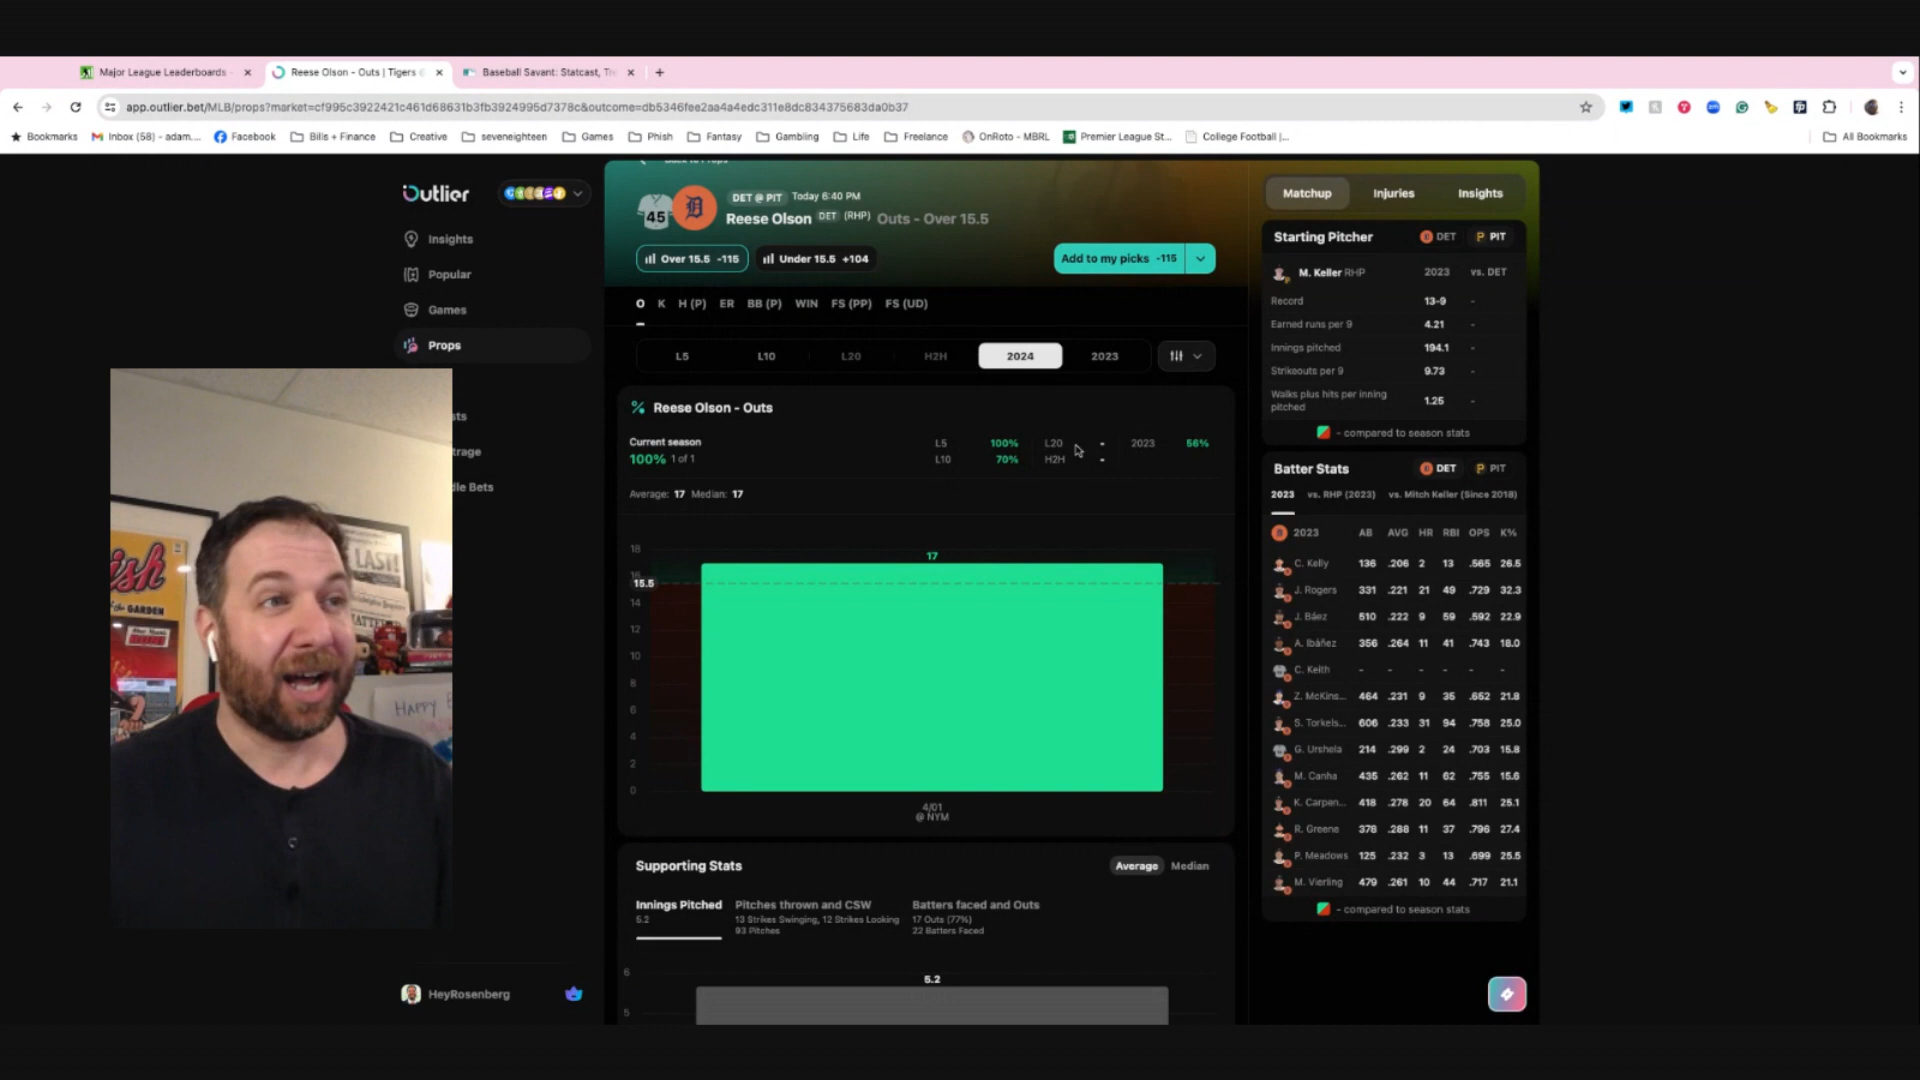 Major League Leaderboards
Reese Olson - Outs | Tigers
Baseball Savant: Statcast, Tr
app.outlier.bet/MLB/props?market=cf995c3922421c461d68631b3fb3924995d7378c&outcome=db5346fee2aa4a4edc311e8dc834375683da0b37
Bookmarks
Inbox (58) - adam....
Facebook
Bills + Finance
Creative
seveneighteen
Games
Phish
Fantasy
Gambling
Life
Freelance
OnRoto - MBRL
Premier League St...
College Football |...
All Bookmarks
Outlier
Insights
Popular
Games
Props
sts
trage
dle Bets
HeyRosenberg
45
DET @ PIT Today 6:40 PM
Reese Olson DET (RHP) Outs - Over 15.5
Over 15.5 -115
Under 15.5 +104
Add to my picks -115
O K H (P) ER BB (P) WIN FS (PP) FS (UD)
L5 L10 L20 H2H 2024 2023
Reese Olson - Outs
Current season
100% 1 of 1
L5 100% L20 - 2023 56%
L10 70% H2H -
Average: 17 Median: 17
18
17
15.5
14
12
10
8
6
4
2
0
4/01
@ NYM
Supporting Stats
Average Median
Innings Pitched
5.2
Pitches thrown and CSW
13 Strikes Swinging, 12 Strikes Looking
93 Pitches
Batters faced and Outs
17 Outs (77%)
22 Batters Faced
6
5.2
5
Matchup Injuries Insights
Starting Pitcher DET PIT
M. Keller RHP 2023 vs. DET
Record 13-9 -
Earned runs per 9 4.21 -
Innings pitched 194.1 -
Strikeouts per 9 9.73 -
Walks plus hits per inning
pitched 1.25 -
- compared to season stats
Batter Stats DET PIT
2023 vs. RHP (2023) vs. Mitch Keller (Since 2018)
2023 AB AVG HR RBI OPS K%
C. Kelly 136 .206 2 13 .565 26.5
J. Rogers 331 .221 21 49 .729 32.3
J. Báez 510 .222 9 59 .592 22.9
A. Ibáñez 356 .264 11 41 .743 18.0
C. Keith - - - - - -
Z. McKins... 464 .231 9 35 .652 21.8
S. Torkels... 606 .233 31 94 .758 25.0
G. Urshela 214 .299 2 24 .703 15.8
M. Canha 435 .262 11 62 .755 15.6
K. Carpen... 418 .278 20 64 .811 25.1
R. Greene 378 .288 11 37 .796 27.4
P. Meadows 125 .232 3 13 .699 25.5
M. Vierling 479 .261 10 44 .717 21.1
- compared to season stats
ish
GARDEN
LAST!
HAPPY